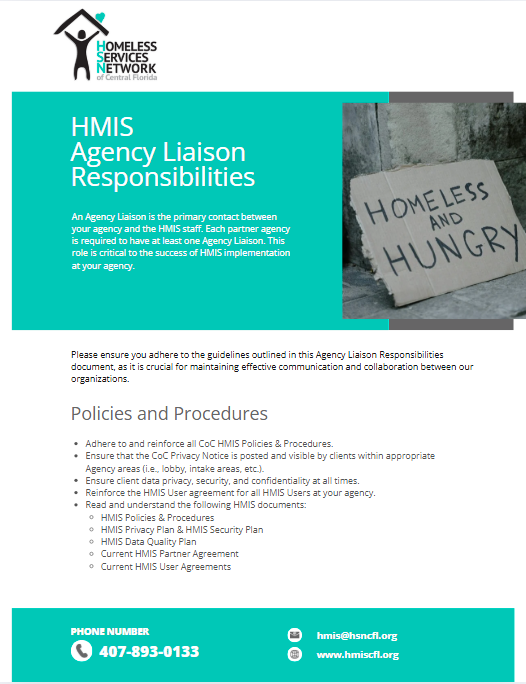 HOMELESS
SERVICES
NETWORK
of Central Florida
HMIS
Agency Liaison
Responsibilities
An Agency Liaison is the primary contact between
your agency and the HMIS staff. Each partner agency
is required to have at least one Agency Liaison. This
role is critical to the success of HMIS implementation
at your agency.
HOMELESS
AND
HUNGRY
Please ensure you adhere to the guidelines outlined in this Agency Liaison Responsibilities
document, as it is crucial for maintaining effective communication and collaboration between our
organizations.
Policies and Procedures
• Adhere to and reinforce all CoC HMIS Policies & Procedures.
• Ensure that the CoC Privacy Notice is posted and visible by clients within appropriate
Agency areas (i.e., lobby, intake areas, etc.).
• Ensure client data privacy, security, and confidentiality at all times.
• Reinforce the HMIS User agreement for all HMIS Users at your agency.
• Read and understand the following HMIS documents:
◦ HMIS Policies & Procedures
◦ HMIS Privacy Plan & HMIS Security Plan
◦ HMIS Data Quality Plan
◦ Current HMIS Partner Agreement
◦ Current HMIS User Agreements
PHONE NUMBER
407-893-0133
hmis@hsncfl.org
www.hmiscfl.org